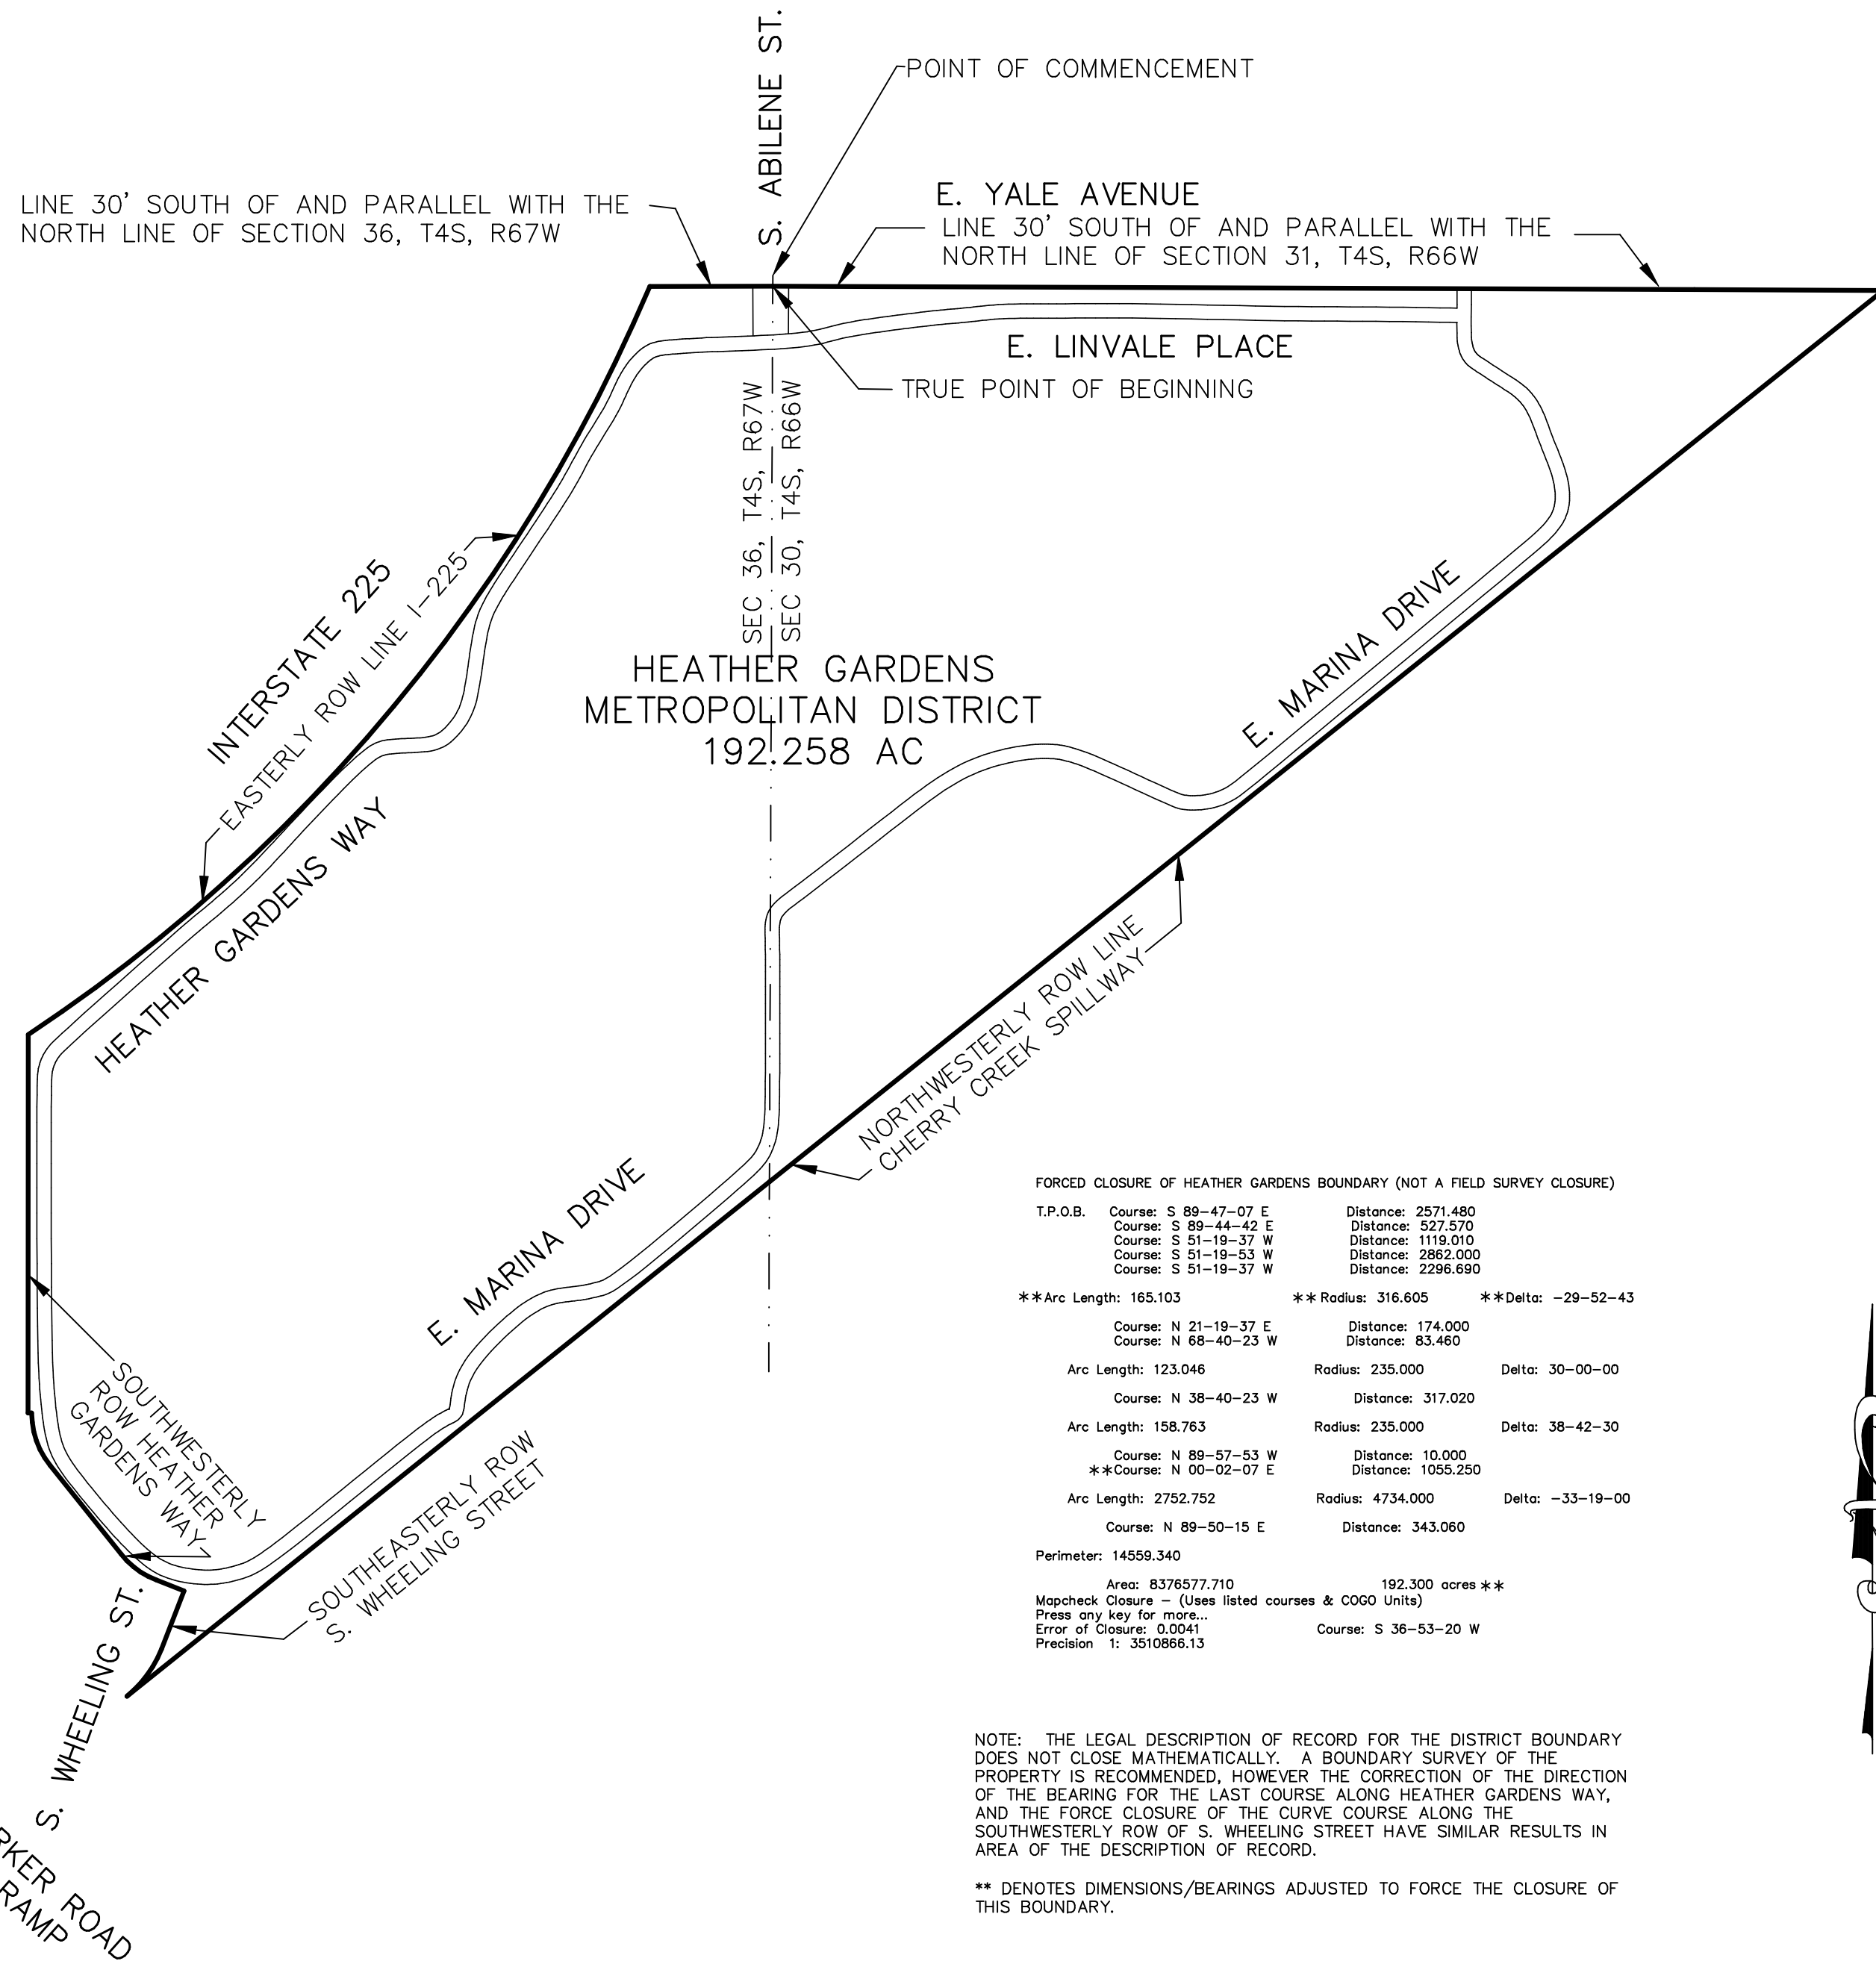 S. ABILENE ST.
POINT OF COMMENCEMENT
LINE 30' SOUTH OF AND PARALLEL WITH THE
NORTH LINE OF SECTION 36, T4S, R67W
E. YALE AVENUE
LINE 30' SOUTH OF AND PARALLEL WITH THE
NORTH LINE OF SECTION 31, T4S, R66W
E. LINVALE PLACE
TRUE POINT OF BEGINNING
SEC 36, T4S, R67W
SEC 30, T4S, R66W
INTERSTATE 225
EASTERLY ROW LINE I-225
HEATHER GARDENS
METROPOLITAN DISTRICT
192.258 AC
E. MARINA DRIVE
HEATHER GARDENS WAY
NORTHWESTERLY ROW LINE
CHERRY CREEK SPILLWAY
E. MARINA DRIVE
SOUTHWESTERLY
ROW HEATHER
GARDENS WAY
SOUTHEASTERLY ROW
S. WHEELING STREET
S. WHEELING ST.
RKER ROAD
RAMP
FORCED CLOSURE OF HEATHER GARDENS BOUNDARY (NOT A FIELD SURVEY CLOSURE)
T.P.O.B. Course: S 89-47-07 E Distance: 2571.480
Course: S 89-44-42 E Distance: 527.570
Course: S 51-19-37 W Distance: 1119.010
Course: S 51-19-53 W Distance: 2862.000
Course: S 51-19-37 W Distance: 2296.690
**Arc Length: 165.103 **Radius: 316.605 **Delta: -29-52-43
Course: N 21-19-37 E Distance: 174.000
Course: N 68-40-23 W Distance: 83.460
Arc Length: 123.046 Radius: 235.000 Delta: 30-00-00
Course: N 38-40-23 W Distance: 317.020
Arc Length: 158.763 Radius: 235.000 Delta: 38-42-30
Course: N 89-57-53 W Distance: 10.000
**Course: N 00-02-07 E Distance: 1055.250
Arc Length: 2752.752 Radius: 4734.000 Delta: -33-19-00
Course: N 89-50-15 E Distance: 343.060
Perimeter: 14559.340
Area: 8376577.710 192.300 acres **
Mapcheck Closure - (Uses listed courses & COGO Units)
Press any key for more...
Error of Closure: 0.0041 Course: S 36-53-20 W
Precision 1: 3510866.13
NOTE: THE LEGAL DESCRIPTION OF RECORD FOR THE DISTRICT BOUNDARY
DOES NOT CLOSE MATHEMATICALLY. A BOUNDARY SURVEY OF THE
PROPERTY IS RECOMMENDED, HOWEVER THE CORRECTION OF THE DIRECTION
OF THE BEARING FOR THE LAST COURSE ALONG HEATHER GARDENS WAY,
AND THE FORCE CLOSURE OF THE CURVE COURSE ALONG THE
SOUTHWESTERLY ROW OF S. WHEELING STREET HAVE SIMILAR RESULTS IN
AREA OF THE DESCRIPTION OF RECORD.
** DENOTES DIMENSIONS/BEARINGS ADJUSTED TO FORCE THE CLOSURE OF
THIS BOUNDARY.